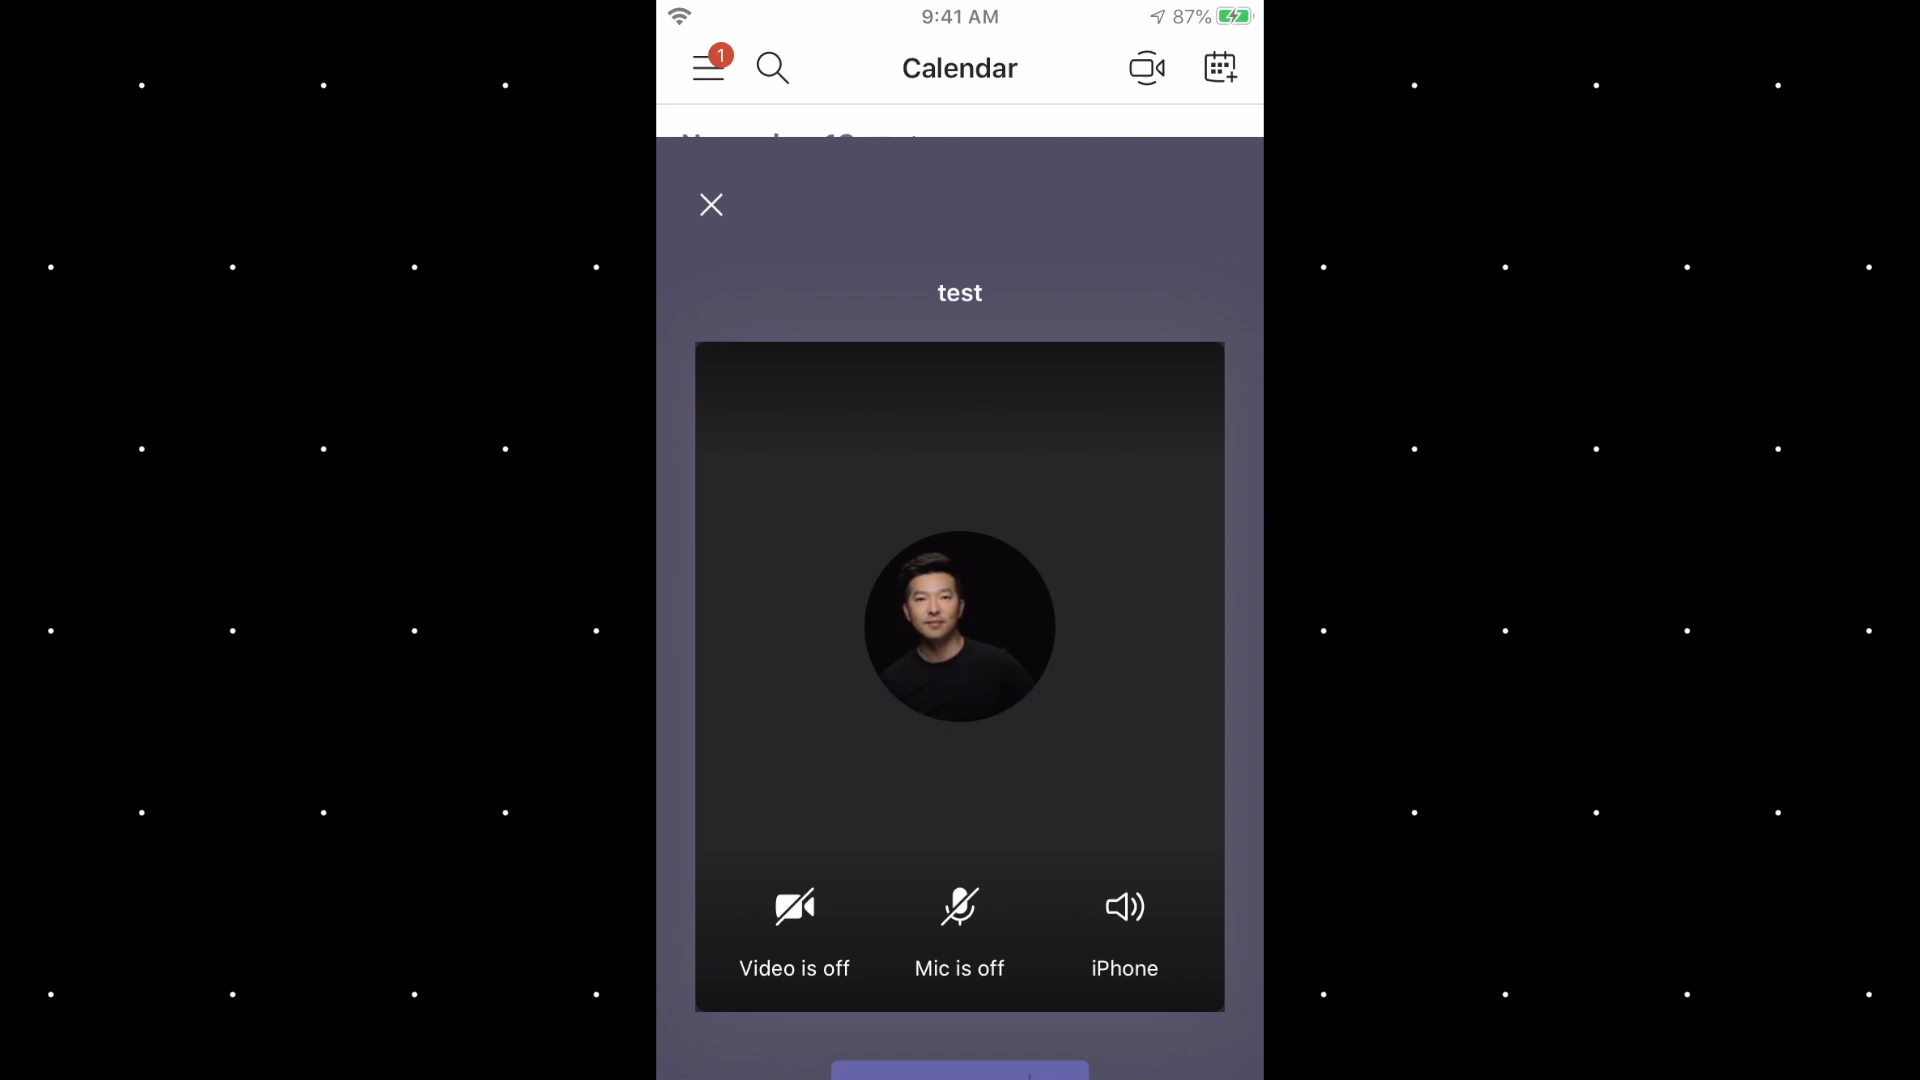 9:41 AM
87%
1
Calendar
test
Video is off
Mic is off
iPhone